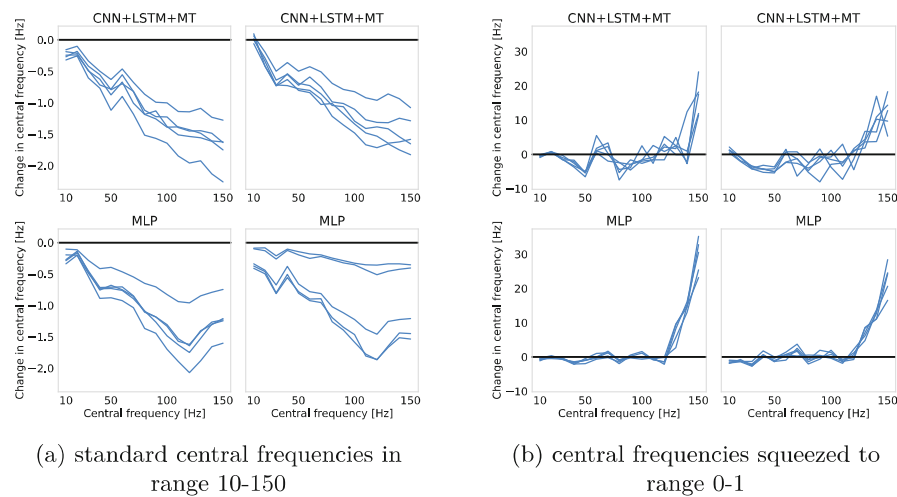 CNN+LSTM+MT CNN+LSTM+MT CNN+LSTM+MT CNN+LSTM+MT
Change in central frequency [Hz]
0.0
−0.5
−1.0
−1.5
−2.0
10 50 100 150 10 50 100 150
Change in central frequency [Hz]
30
20
10
0
−10
10 50 100 150 10 50 100 150
MLP MLP MLP MLP
Change in central frequency [Hz]
0.0
−0.5
−1.0
−1.5
−2.0
10 50 100 150 10 50 100 150
Central frequency [Hz] Central frequency [Hz]
Change in central frequency [Hz]
30
20
10
0
−10
10 50 100 150 10 50 100 150
Central frequency [Hz] Central frequency [Hz]
(a) standard central frequencies in
range 10-150
(b) central frequencies squeezed to
range 0-1